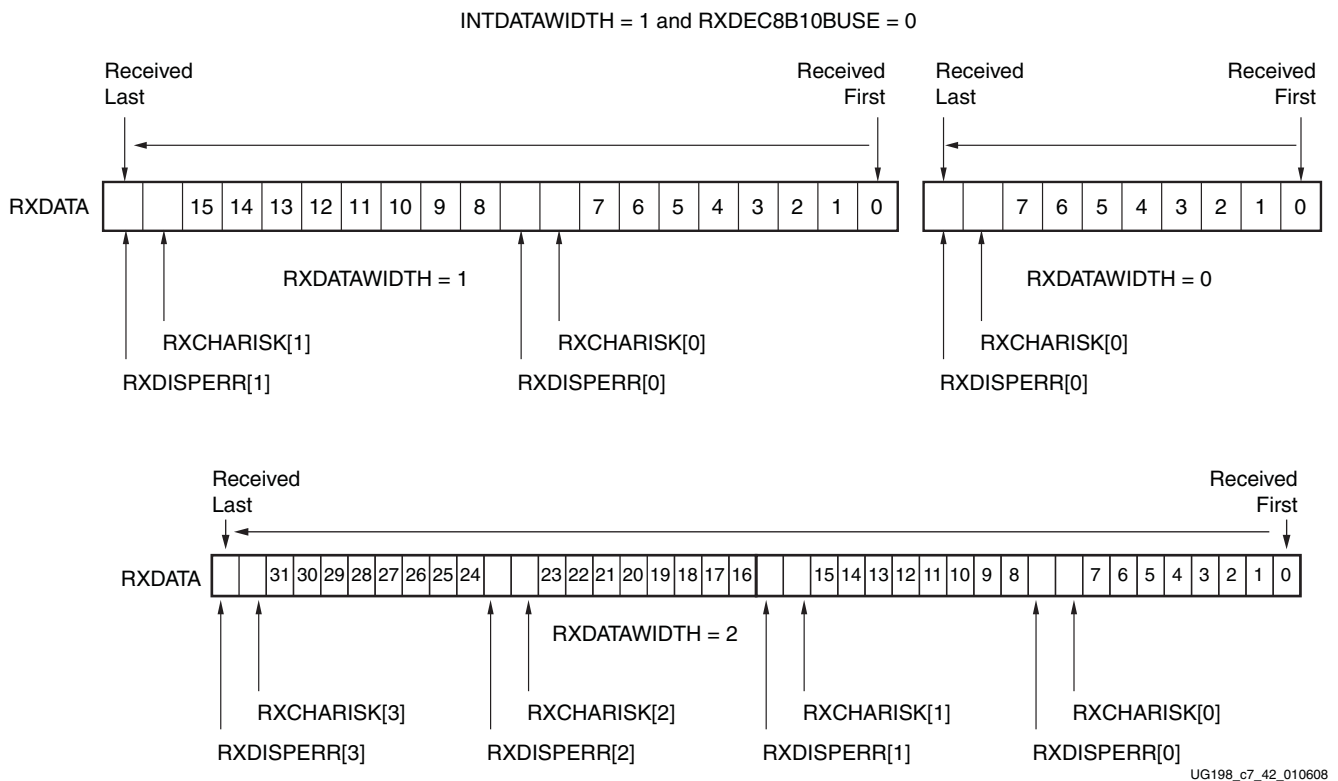 INTDATAWIDTH = 1 and RXDEC8B10BUSE = 0
Received Last
Received First
Received Last
Received First
RXDATA 15 14 13 12 11 10 9 8 7 6 5 4 3 2 1 0 7 6 5 4 3 2 1 0
RXDATAWIDTH = 1
RXDATAWIDTH = 0
RXCHARISK[1] RXCHARISK[0] RXCHARISK[0]
RXDISPERR[1] RXDISPERR[0] RXDISPERR[0]
Received Last
Received First
RXDATA 31 30 29 28 27 26 25 24 23 22 21 20 19 18 17 16 15 14 13 12 11 10 9 8 7 6 5 4 3 2 1 0
RXDATAWIDTH = 2
RXCHARISK[3] RXCHARISK[2] RXCHARISK[1] RXCHARISK[0]
RXDISPERR[3] RXDISPERR[2] RXDISPERR[1] RXDISPERR[0]
UG198_c7_42_010608